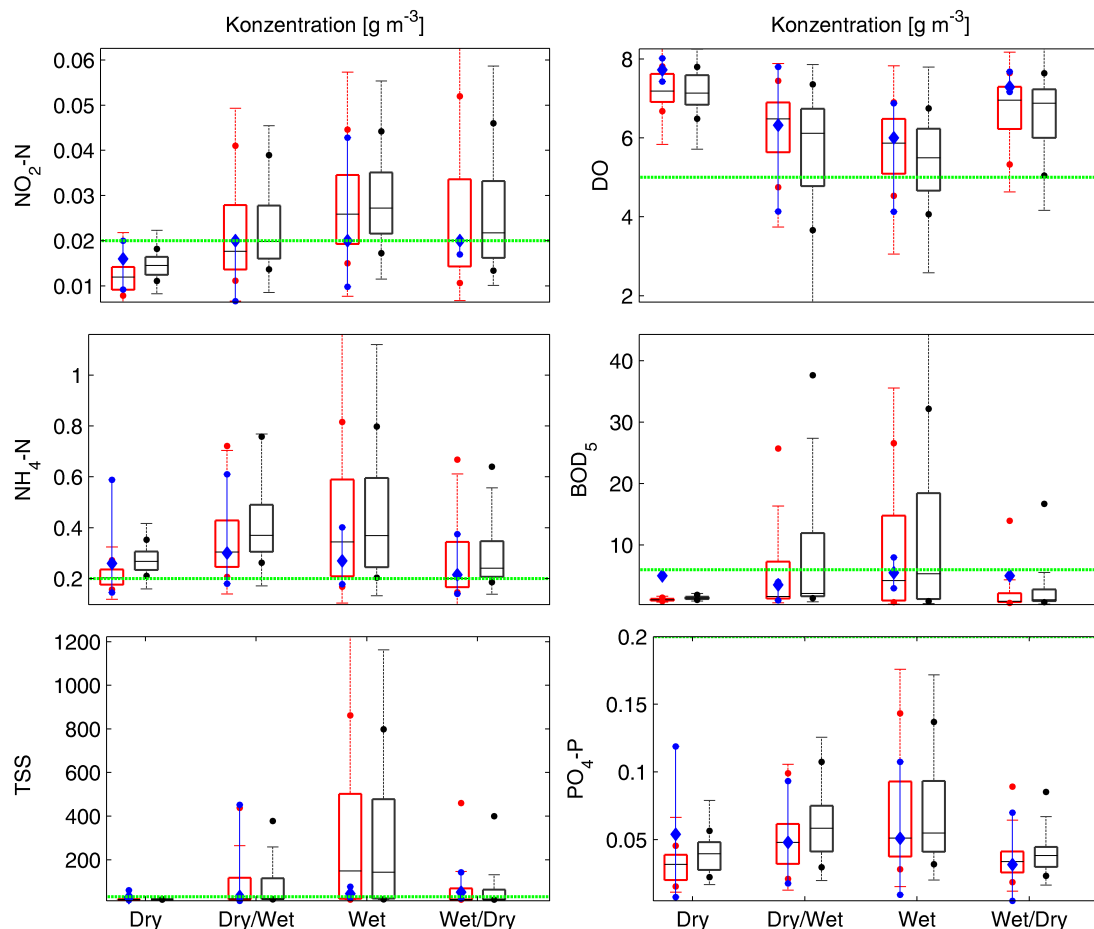 Konzentration [g m⁻³]
Konzentration [g m⁻³]
NO₂-N
0.06
0.05
0.04
0.03
0.02
0.01
DO
8
6
4
2
NH₄-N
1
0.8
0.6
0.4
0.2
BOD₅
40
30
20
10
TSS
1200
1000
800
600
400
200
Dry
Dry/Wet
Wet
Wet/Dry
PO₄-P
0.2
0.15
0.1
0.05
Dry
Dry/Wet
Wet
Wet/Dry